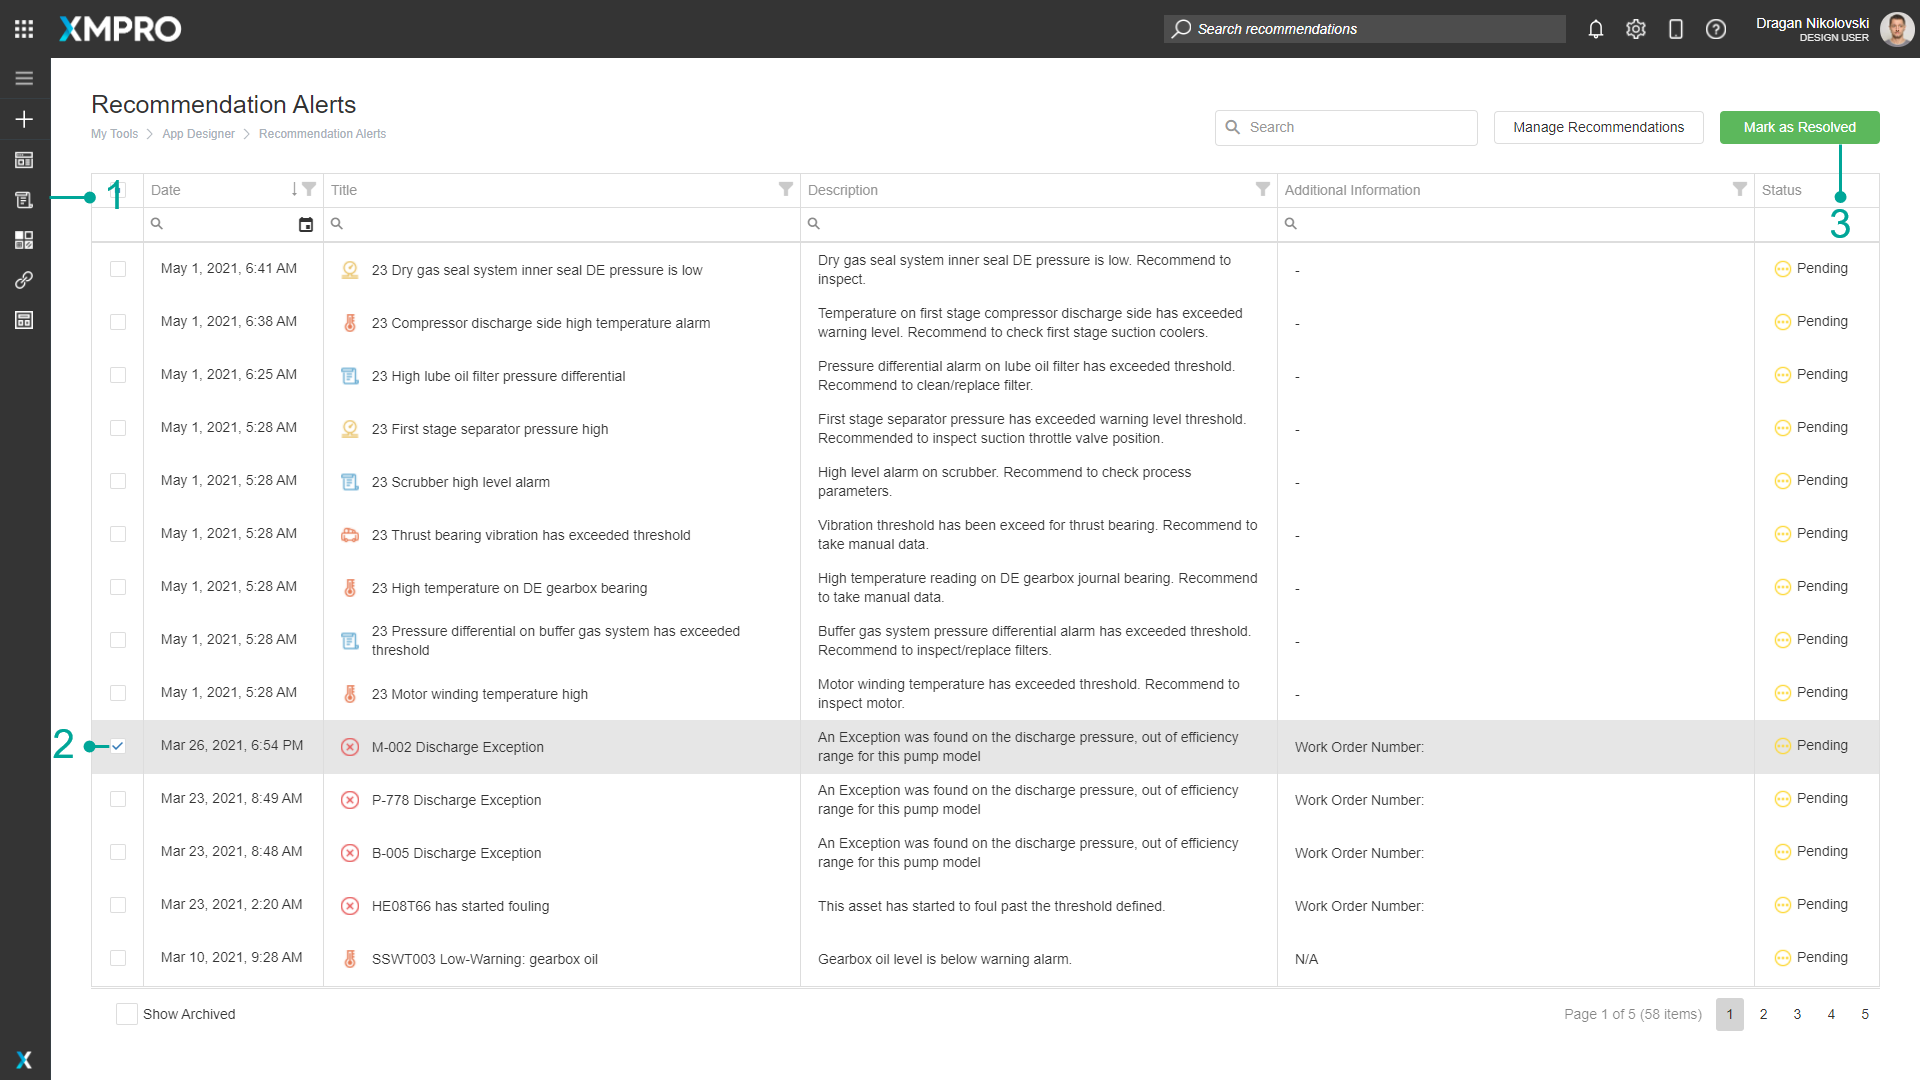 XMPRO
Search recommendations
Dragan Nikolovski
DESIGN USER
Recommendation Alerts
My Tools
App Designer
Recommendation Alerts
Search
Manage Recommendations
Mark as Resolved
1
Date
Title
Description
Additional Information
Status
3
May 1, 2021, 6:41 AM
23 Dry gas seal system inner seal DE pressure is low
Dry gas seal system inner seal DE pressure is low. Recommend to
inspect.
-
Pending
May 1, 2021, 6:38 AM
23 Compressor discharge side high temperature alarm
Temperature on first stage compressor discharge side has exceeded
warning level. Recommend to check first stage suction coolers.
-
Pending
May 1, 2021, 6:25 AM
23 High lube oil filter pressure differential
Pressure differential alarm on lube oil filter has exceeded threshold.
Recommend to clean/replace filter.
-
Pending
May 1, 2021, 5:28 AM
23 First stage separator pressure high
First stage separator pressure has exceeded warning level threshold.
Recommended to inspect suction throttle valve position.
-
Pending
May 1, 2021, 5:28 AM
23 Scrubber high level alarm
High level alarm on scrubber. Recommend to check process
parameters.
-
Pending
May 1, 2021, 5:28 AM
23 Thrust bearing vibration has exceeded threshold
Vibration threshold has been exceed for thrust bearing. Recommend to
take manual data.
-
Pending
May 1, 2021, 5:28 AM
23 High temperature on DE gearbox bearing
High temperature reading on DE gearbox journal bearing. Recommend
to take manual data.
-
Pending
May 1, 2021, 5:28 AM
23 Pressure differential on buffer gas system has exceeded
threshold
Buffer gas system pressure differential alarm has exceeded threshold.
Recommend to inspect/replace filters.
-
Pending
May 1, 2021, 5:28 AM
23 Motor winding temperature high
Motor winding temperature has exceeded threshold. Recommend to
inspect motor.
-
Pending
2
Mar 26, 2021, 6:54 PM
M-002 Discharge Exception
An Exception was found on the discharge pressure, out of efficiency
range for this pump model
Work Order Number:
Pending
Mar 23, 2021, 8:49 AM
P-778 Discharge Exception
An Exception was found on the discharge pressure, out of efficiency
range for this pump model
Work Order Number:
Pending
Mar 23, 2021, 8:48 AM
B-005 Discharge Exception
An Exception was found on the discharge pressure, out of efficiency
range for this pump model
Work Order Number:
Pending
Mar 23, 2021, 2:20 AM
HE08T66 has started fouling
This asset has started to foul past the threshold defined.
Work Order Number:
Pending
Mar 10, 2021, 9:28 AM
SSWT003 Low-Warning: gearbox oil
Gearbox oil level is below warning alarm.
N/A
Pending
Show Archived
Page 1 of 5 (58 items)
1
2
3
4
5
X